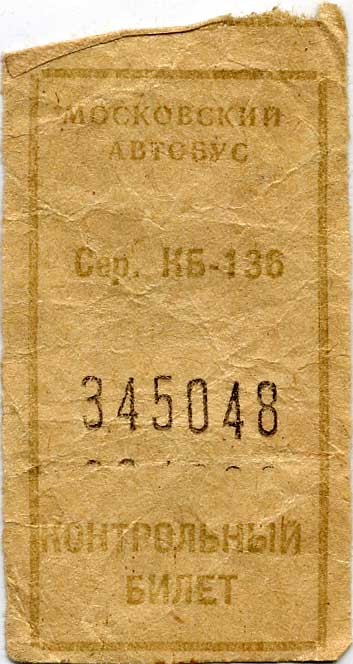 МОСКОВСКИЙ
АВТОБУС
Сер. КБ-136
345048
КОНТРОЛЬНЫЙ
БИЛЕТ